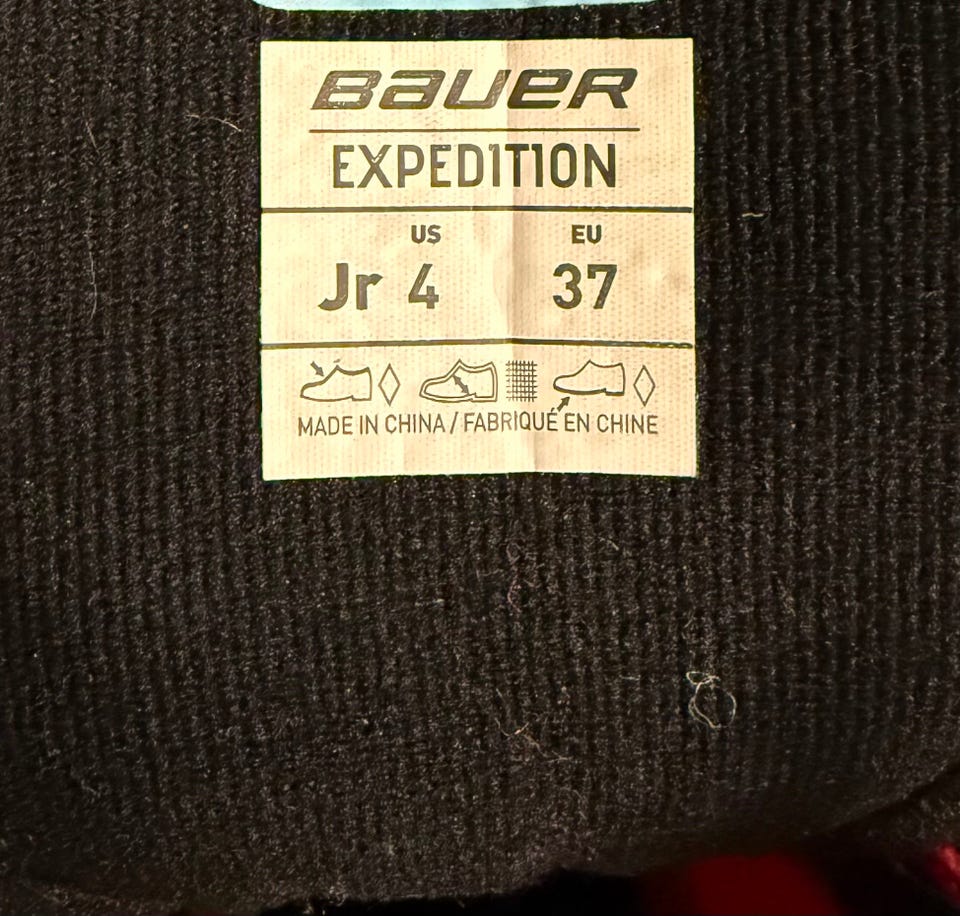 BAUER
EXPEDITION
US EU
Jr 4 37
MADE IN CHINA / FABRIQUÉ EN CHINE